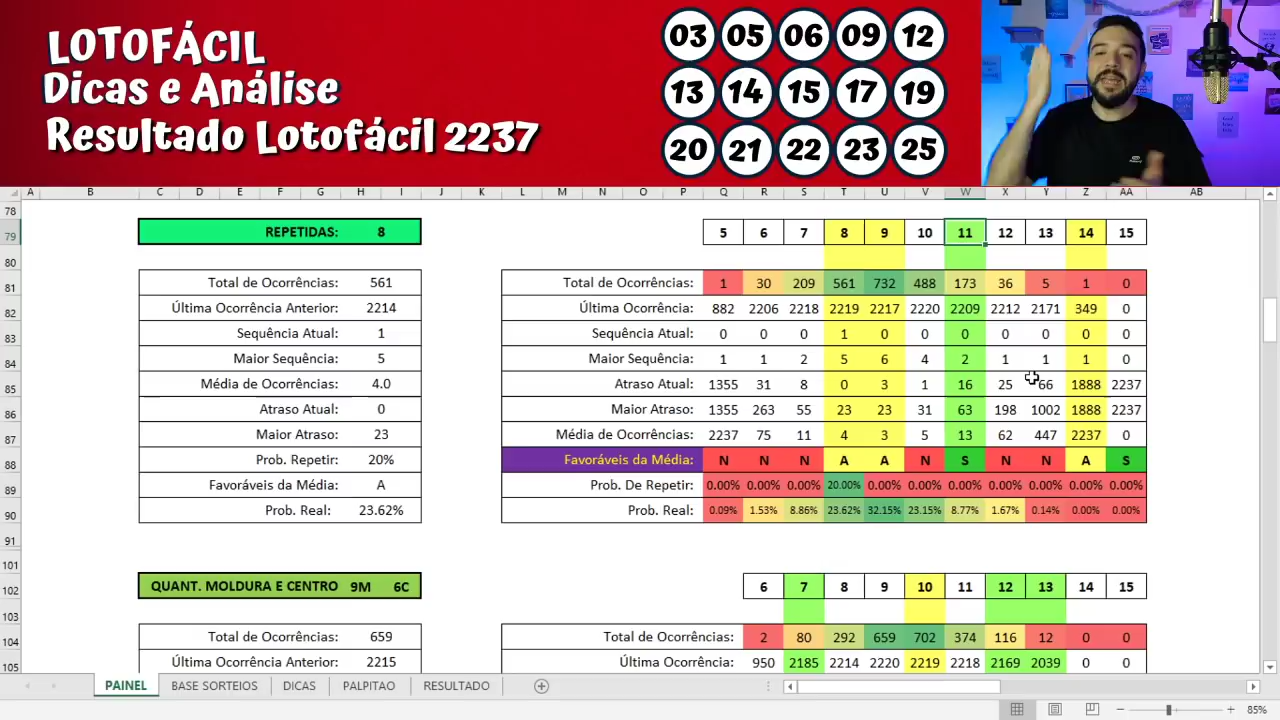 LOTOFÁCIL
Dicas e Análise
Resultado Lotofácil 2237
03 05 06 09 12
13 14 15 17 19
20 21 22 23 25
A B C D E F G H I J K L M N O P Q R S T U V W X Y Z AA AB
78
79 REPETIDAS: 8 5 6 7 8 9 10 11 12 13 14 15
80
81 Total de Ocorrências: 561 Total de Ocorrências: 1 30 209 561 732 488 173 36 5 1 0
82 Última Ocorrência Anterior: 2214 Última Ocorrência: 882 2206 2218 2219 2217 2220 2209 2212 2171 349 0
83 Sequência Atual: 1 Sequência Atual: 0 0 0 1 0 0 0 0 0 0 0
84 Maior Sequência: 5 Maior Sequência: 1 1 2 5 6 4 2 1 1 1 0
85 Média de Ocorrências: 4.0 Atraso Atual: 1355 31 8 0 3 1 16 25 66 1888 2237
86 Atraso Atual: 0 Maior Atraso: 1355 263 55 23 23 31 63 198 1002 1888 2237
87 Maior Atraso: 23 Média de Ocorrências: 2237 75 11 4 3 5 13 62 447 2237 0
88 Prob. Repetir: 20% Favoráveis da Média: N N N A A N S N N A S
89 Favoráveis da Média: A Prob. De Repetir: 0.00% 0.00% 0.00% 20.00% 0.00% 0.00% 0.00% 0.00% 0.00% 0.00% 0.00%
90 Prob. Real: 23.62% Prob. Real: 0.09% 1.53% 8.86% 23.62% 32.15% 23.15% 8.77% 1.67% 0.14% 0.00% 0.00%
91
101
102 QUANT. MOLDURA E CENTRO 9M 6C 6 7 8 9 10 11 12 13 14 15
103
104 Total de Ocorrências: 659 Total de Ocorrências: 2 80 292 659 702 374 116 12 0 0
105 Última Ocorrência Anterior: 2215 Última Ocorrência: 950 2185 2214 2220 2219 2218 2169 2039 0 0
PAINEL BASE SORTEIOS DICAS PALPITAO RESULTADO
85%